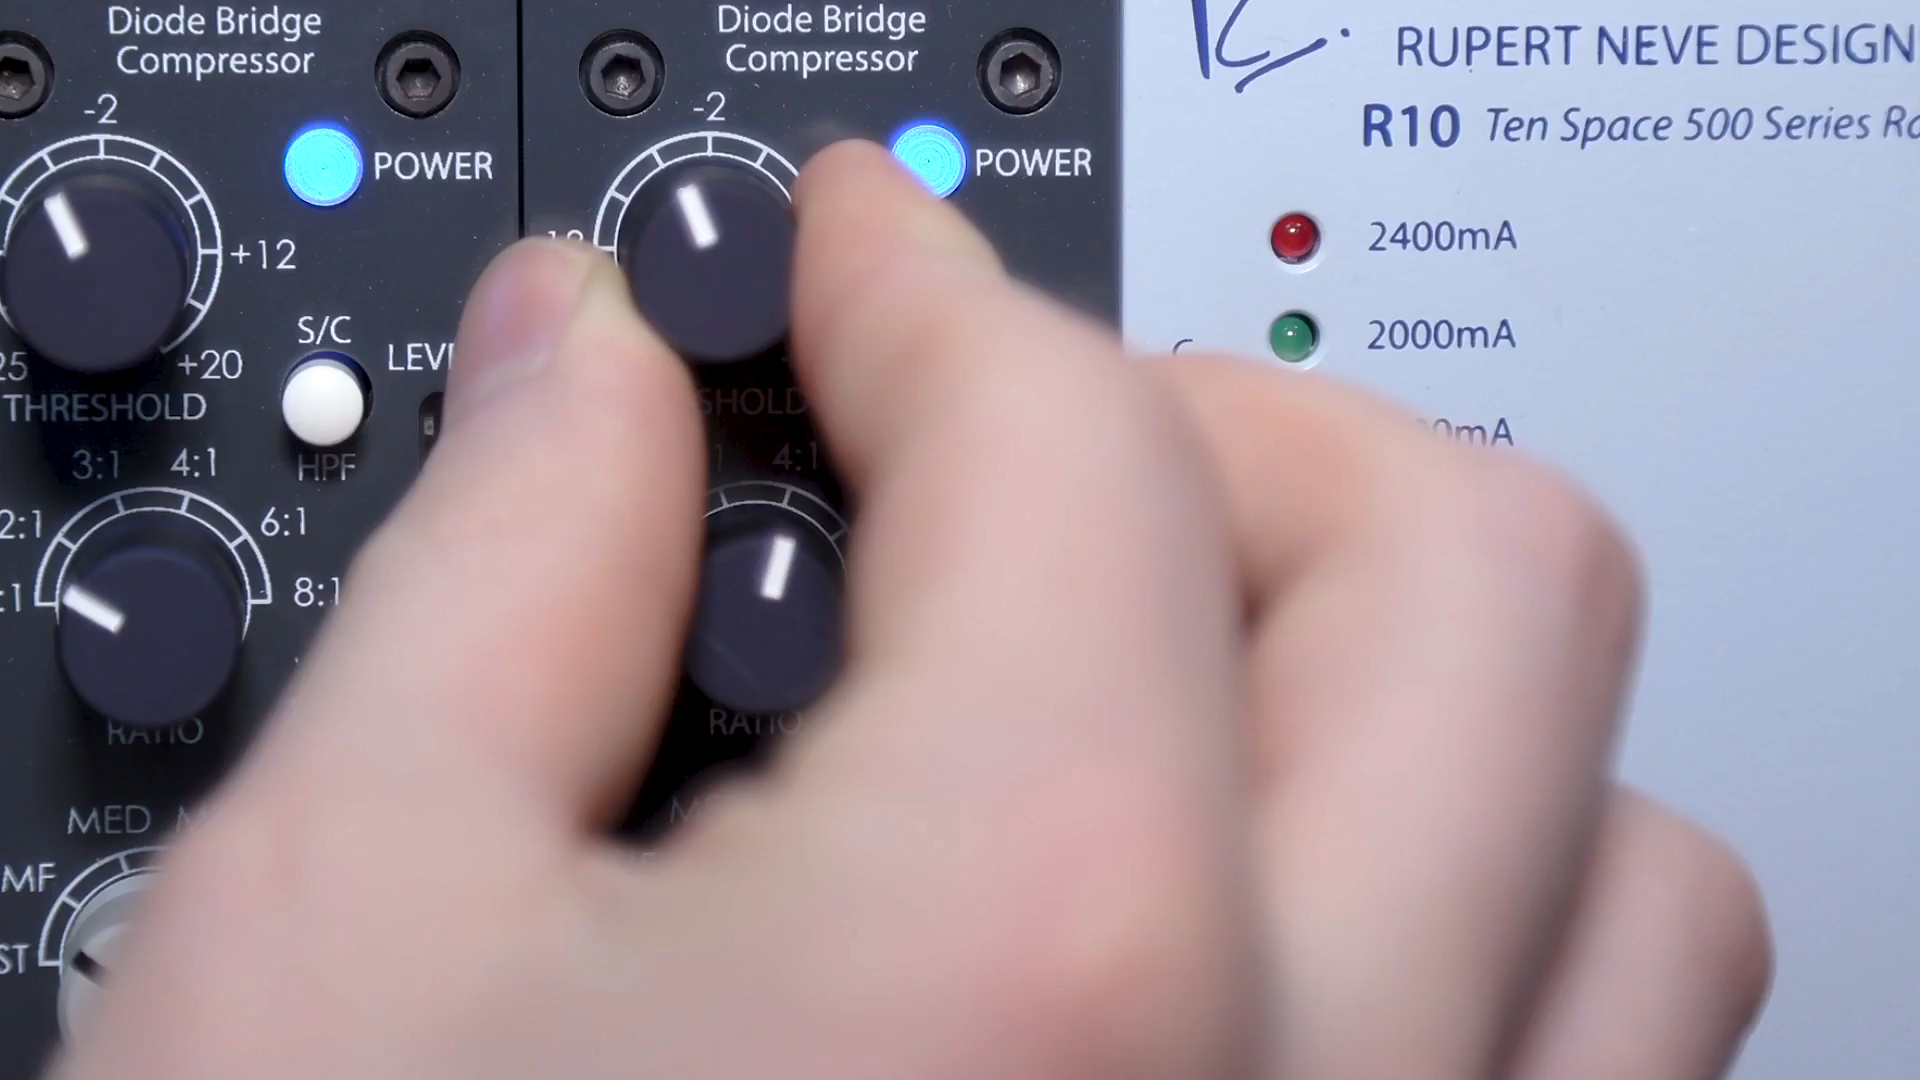 Diode Bridge
Compressor
-2
POWER
+12
+20
THRESHOLD
S/C
HPF
3:1
4:1
2:1
6:1
8:1
RATIO
MED
MF
Diode Bridge
Compressor
-2
POWER
4:1
RATIO
RUPERT NEVE
R10 Ten Space 500 Series
2400mA
2000mA